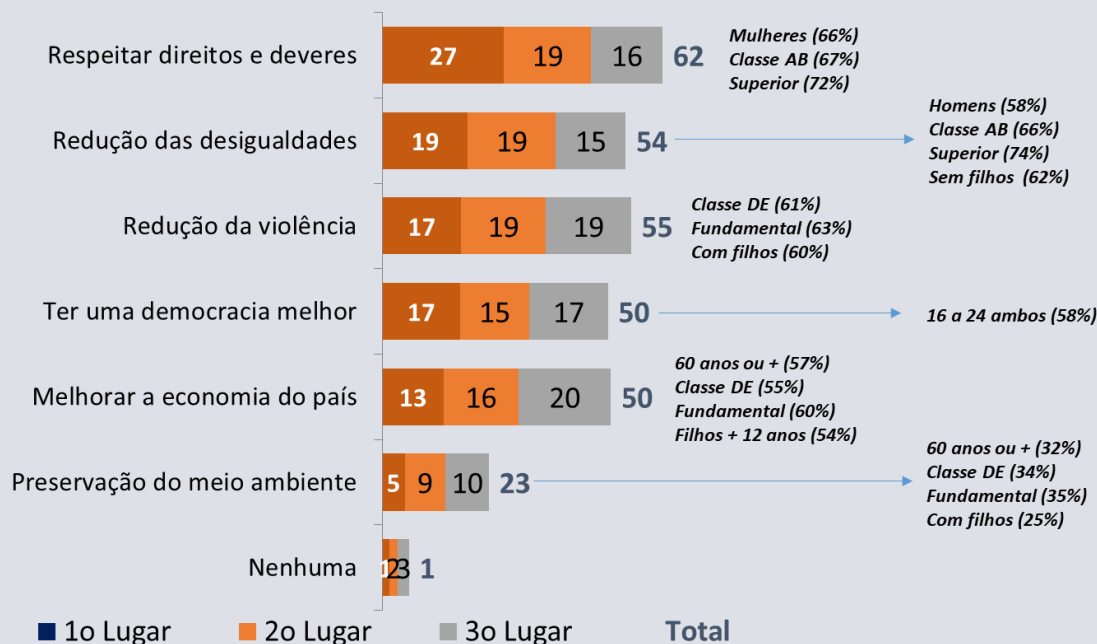 Respeitar direitos e deveres
27 19 16 62
Mulheres (66%)
Classe AB (67%)
Superior (72%)
Redução das desigualdades
19 19 15 54
Homens (58%)
Classe AB (66%)
Superior (74%)
Sem filhos (62%)
Redução da violência
17 19 19 55
Classe DE (61%)
Fundamental (63%)
Com filhos (60%)
Ter uma democracia melhor
17 15 17 50
16 a 24 ambos (58%)
Melhorar a economia do país
13 16 20 50
60 anos ou + (57%)
Classe DE (55%)
Fundamental (60%)
Filhos + 12 anos (54%)
Preservação do meio ambiente
5 9 10 23
60 anos ou + (32%)
Classe DE (34%)
Fundamental (35%)
Com filhos (25%)
Nenhuma
1 2 3 1
1o Lugar 2o Lugar 3o Lugar Total